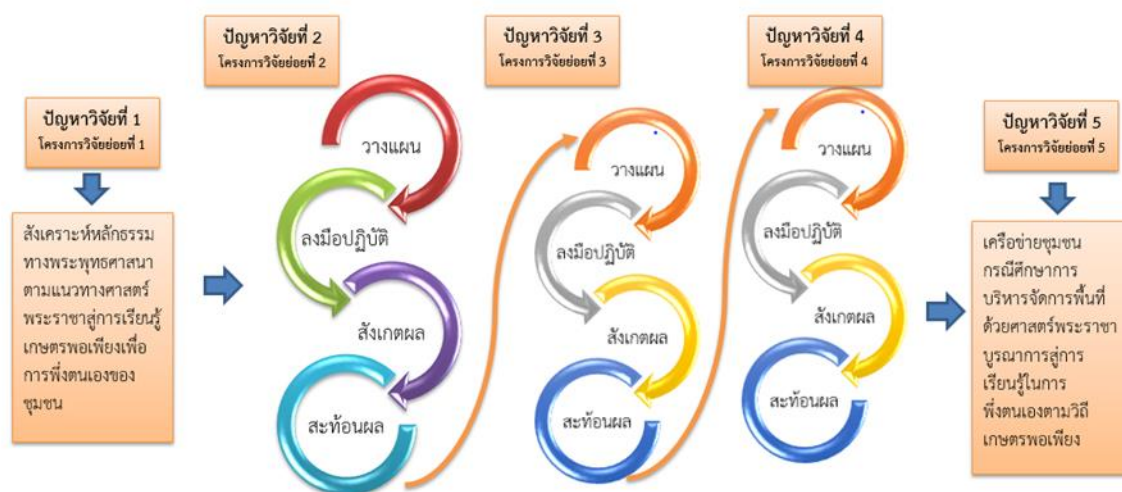 ปัญหาวิจัยที่ 1
โครงการวิจัยย่อยที่ 1
สังเคราะห์หลักธรรม
ทางพระพุทธศาสนา
ตามแนวทางศาสตร์
พระราชาสู่การเรียนรู้
เกษตรพอเพียงเพื่อ
การพึ่งตนเองของ
ชุมชน
ปัญหาวิจัยที่ 2
โครงการวิจัยย่อยที่ 2
วางแผน
ลงมือปฏิบัติ
สังเกตผล
สะท้อนผล
ปัญหาวิจัยที่ 3
โครงการวิจัยย่อยที่ 3
วางแผน
ลงมือปฏิบัติ
สังเกตผล
สะท้อนผล
ปัญหาวิจัยที่ 4
โครงการวิจัยย่อยที่ 4
วางแผน
ลงมือปฏิบัติ
สังเกตผล
สะท้อนผล
ปัญหาวิจัยที่ 5
โครงการวิจัยย่อยที่ 5
เครือข่ายชุมชน
กรณีศึกษาการ
บริหารจัดการพื้นที่
ด้วยศาสตร์พระราชา
บูรณาการสู่การ
เรียนรู้ในการ
พึ่งตนเองตามวิถี
เกษตรพอเพียง